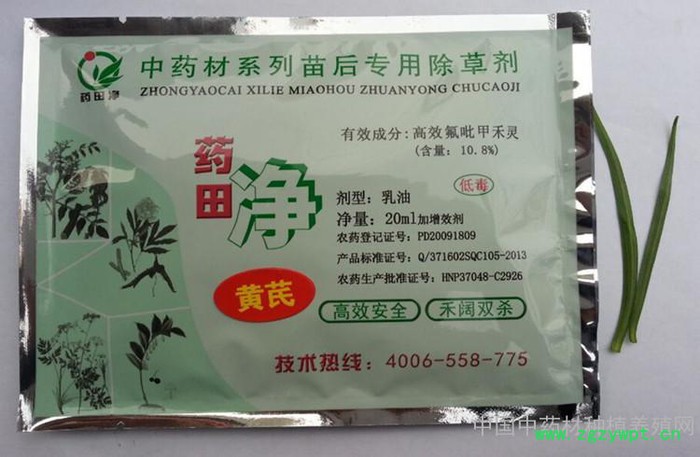 中药材系列苗后专用除草剂
ZHONGYAOCAI XILIE MIAOHOU ZHUANYONG CHUCAOJI
药田净
有效成分:高效氟吡甲禾灵
(含量:10.8%)
药田净
低毒
剂型:乳油
净量:20ml加增效剂
农药登记证号:PD20091809
产品标准证号:Q/371602SQC105-2013
农药生产批准证号:HNP37048-C2926
黄芪
高效安全
禾阔双杀
技术热线:4006-558-775
中国中药材种植养殖网
www.zgzywpt.cn